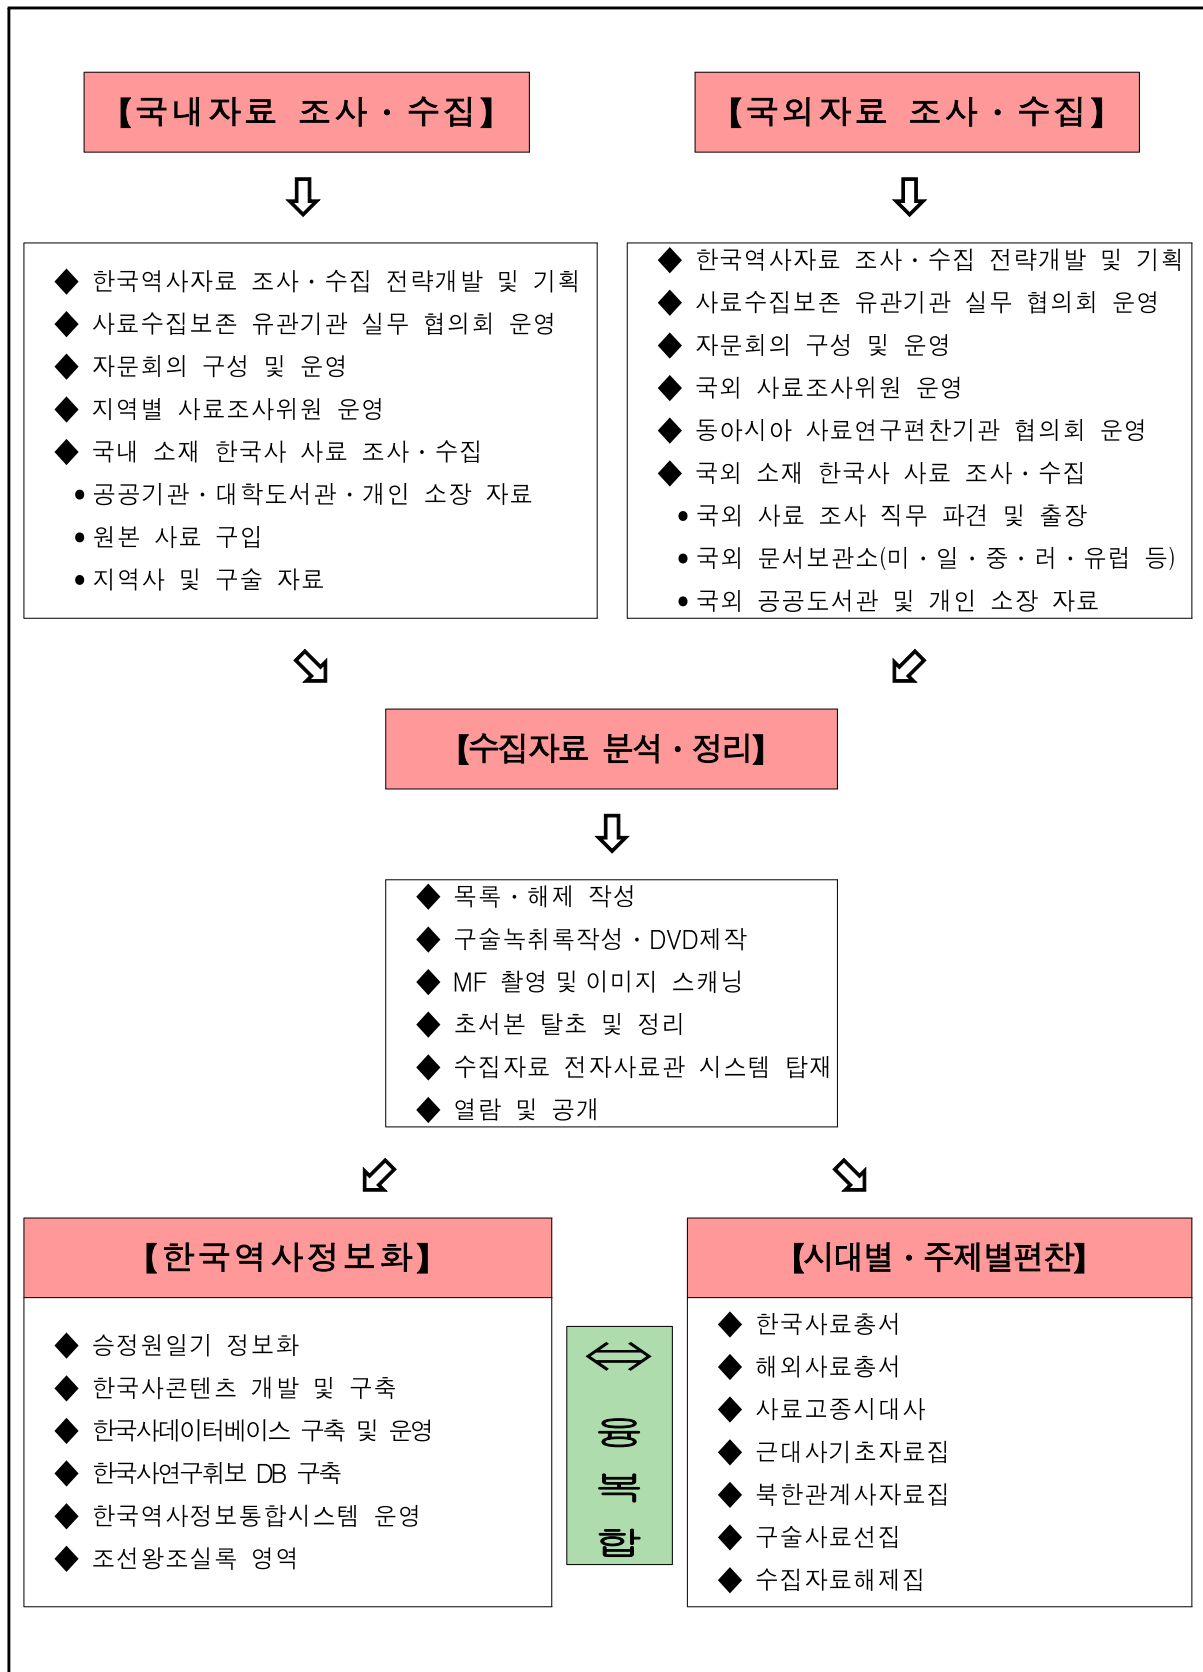 【국내자료 조사·수집】
◆ 한국역사자료 조사·수집 전략개발 및 기획
◆ 사료수집보존 유관기관 실무 협의회 운영
◆ 자문회의 구성 및 운영
◆ 지역별 사료조사위원 운영
◆ 국내 소재 한국사 사료 조사·수집
• 공공기관·대학도서관·개인 소장 자료
• 원본 사료 구입
• 지역사 및 구술 자료
【국외자료 조사·수집】
◆ 한국역사자료 조사·수집 전략개발 및 기획
◆ 사료수집보존 유관기관 실무 협의회 운영
◆ 자문회의 구성 및 운영
◆ 국외 사료조사위원 운영
◆ 동아시아 사료연구편찬기관 협의회 운영
◆ 국외 소재 한국사 사료 조사·수집
• 국외 사료 조사 직무 파견 및 출장
• 국외 문서보관소(미·일·중·러·유럽 등)
• 국외 공공도서관 및 개인 소장 자료
【수집자료 분석·정리】
◆ 목록·해제 작성
◆ 구술녹취록작성·DVD제작
◆ MF 촬영 및 이미지 스캐닝
◆ 초서본 탈초 및 정리
◆ 수집자료 전자사료관 시스템 탑재
◆ 열람 및 공개
【한국역사정보화】
◆ 승정원일기 정보화
◆ 한국사콘텐츠 개발 및 구축
◆ 한국사데이터베이스 구축 및 운영
◆ 한국사연구휘보 DB 구축
◆ 한국역사정보통합시스템 운영
◆ 조선왕조실록 영역
⇔
융
복
합
【시대별·주제별편찬】
◆ 한국사료총서
◆ 해외사료총서
◆ 사료고종시대사
◆ 근대사기초자료집
◆ 북한관계사자료집
◆ 구술사료선집
◆ 수집자료해제집